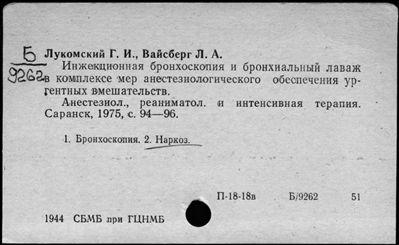 Б
9262
Лукомский Г. И., Вайсберг Л. А.
Инжекционная бронхоскопия и бронхиальный лаваж
в комплексе мер анестезиологического обеспечения ур-
гентных вмешательств.
Анестезиол., реаниматол. и интенсивная терапия.
Саранск, 1975, с. 94—96.
1. Бронхоскопия. 2. Наркоз.
П-18-18в Б/9262 51
1944 СБМБ при ГЦНМБ